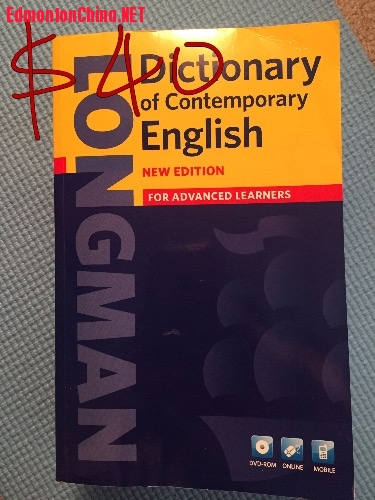 EdmontonChina.NET
$40
LONGMAN
Dictionary
of Contemporary
English
NEW EDITION
FOR ADVANCED LEARNERS
DVD-ROM
ONLINE
MOBILE